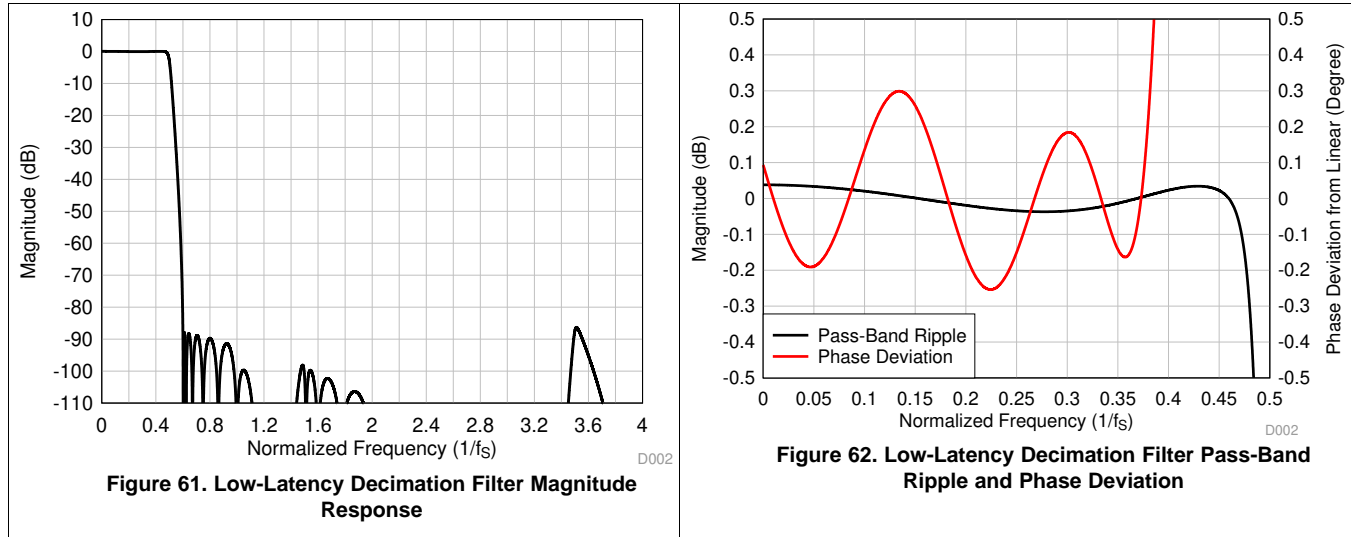 10
0
-10
-20
-30
-40
-50
-60
-70
-80
-90
-100
-110
Magnitude (dB)
0 0.4 0.8 1.2 1.6 2 2.4 2.8 3.2 3.6 4
Normalized Frequency (1/fS)
D002
Figure 61. Low-Latency Decimation Filter Magnitude
Response
0.5
0.4
0.3
0.2
0.1
0
-0.1
-0.2
-0.3
-0.4
-0.5
Magnitude (dB)
Pass-Band Ripple
Phase Deviation
0.5
0.4
0.3
0.2
0.1
0
-0.1
-0.2
-0.3
-0.4
-0.5
Phase Deviation from Linear (Degree)
0 0.05 0.1 0.15 0.2 0.25 0.3 0.35 0.4 0.45 0.5
Normalized Frequency (1/fS)
D002
Figure 62. Low-Latency Decimation Filter Pass-Band
Ripple and Phase Deviation